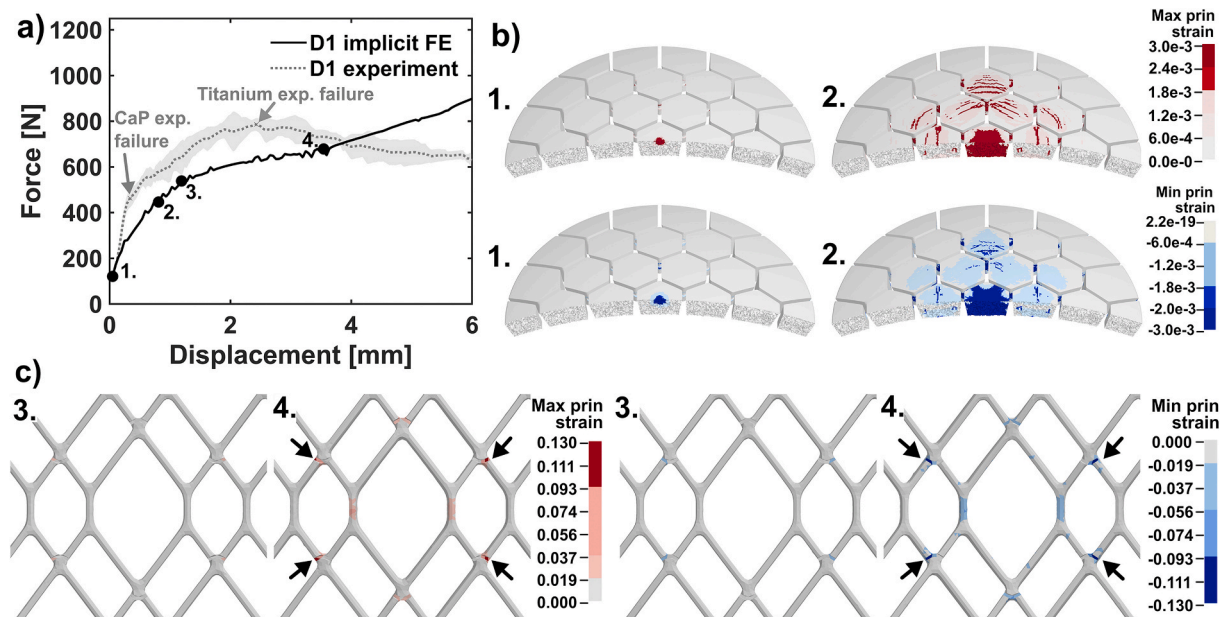 a)
1250
1000
800
600
400
200
0
Force [N]
0
2
4
6
Displacement [mm]
D1 implicit FE
D1 experiment
Titanium exp. failure
CaP exp.
failure
1.
2.
3.
4.
b)
1.
2.
Max prin
strain
3.0e-3
2.4e-3
1.8e-3
1.2e-3
6.0e-4
0.0e-0
1.
2.
Min prin
strain
2.2e-19
-6.0e-4
-1.2e-3
-1.8e-3
-2.0e-3
-3.0e-3
c)
3.
4.
Max prin
strain
0.130
0.111
0.093
0.074
0.056
0.037
0.019
0.000
3.
4.
Min prin
strain
0.000
-0.019
-0.037
-0.056
-0.074
-0.093
-0.111
-0.130